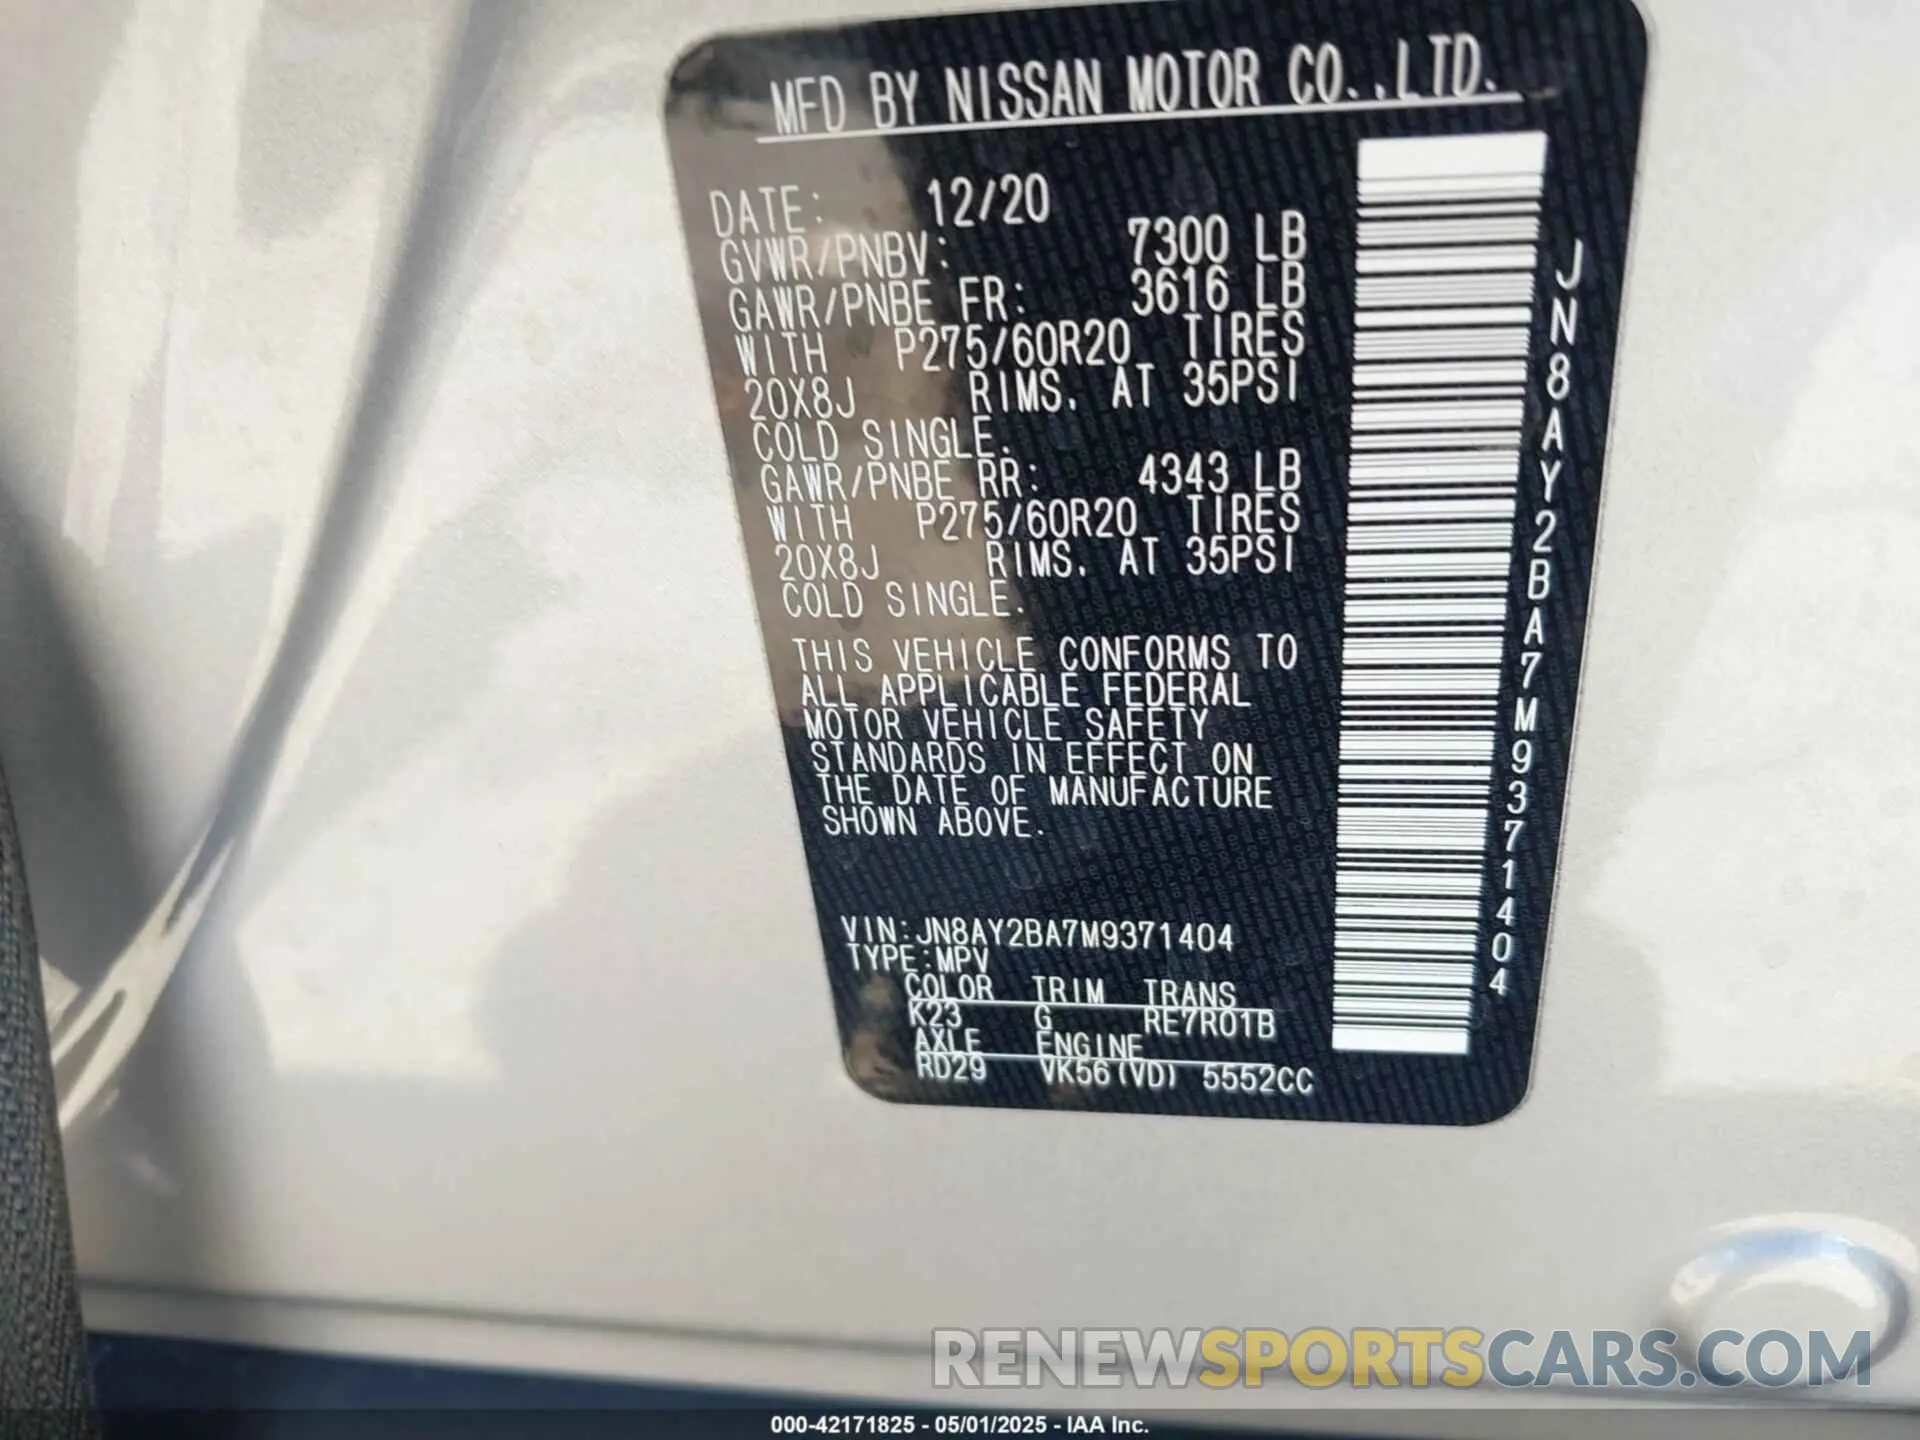 MFD BY NISSAN MOTOR CO.,LTD.
DATE: 12/20
GVWR/PNBV: 7300 LB
GAWR/PNBE FR: 3616 LB
WITH P275/60R20 TIRES
20X8J RIMS. AT 35PSI
COLD SINGLE.
GAWR/PNBE RR: 4343 LB
WITH P275/60R20 TIRES
20X8J RIMS. AT 35PSI
COLD SINGLE.
THIS VEHICLE CONFORMS TO
ALL APPLICABLE FEDERAL
MOTOR VEHICLE SAFETY
STANDARDS IN EFFECT ON
THE DATE OF MANUFACTURE
SHOWN ABOVE.
VIN:JN8AY2BA7M9371404
TYPE:MPV
COLOR TRIM TRANS
K23 G RE7R01B
AXLE ENGINE
RD29 VK56(VD) 5552CC
JN8AY2BA7M9371404
RENEWSPORTSCARS.COM
000-42171825 - 05/01/2025 - IAA Inc.